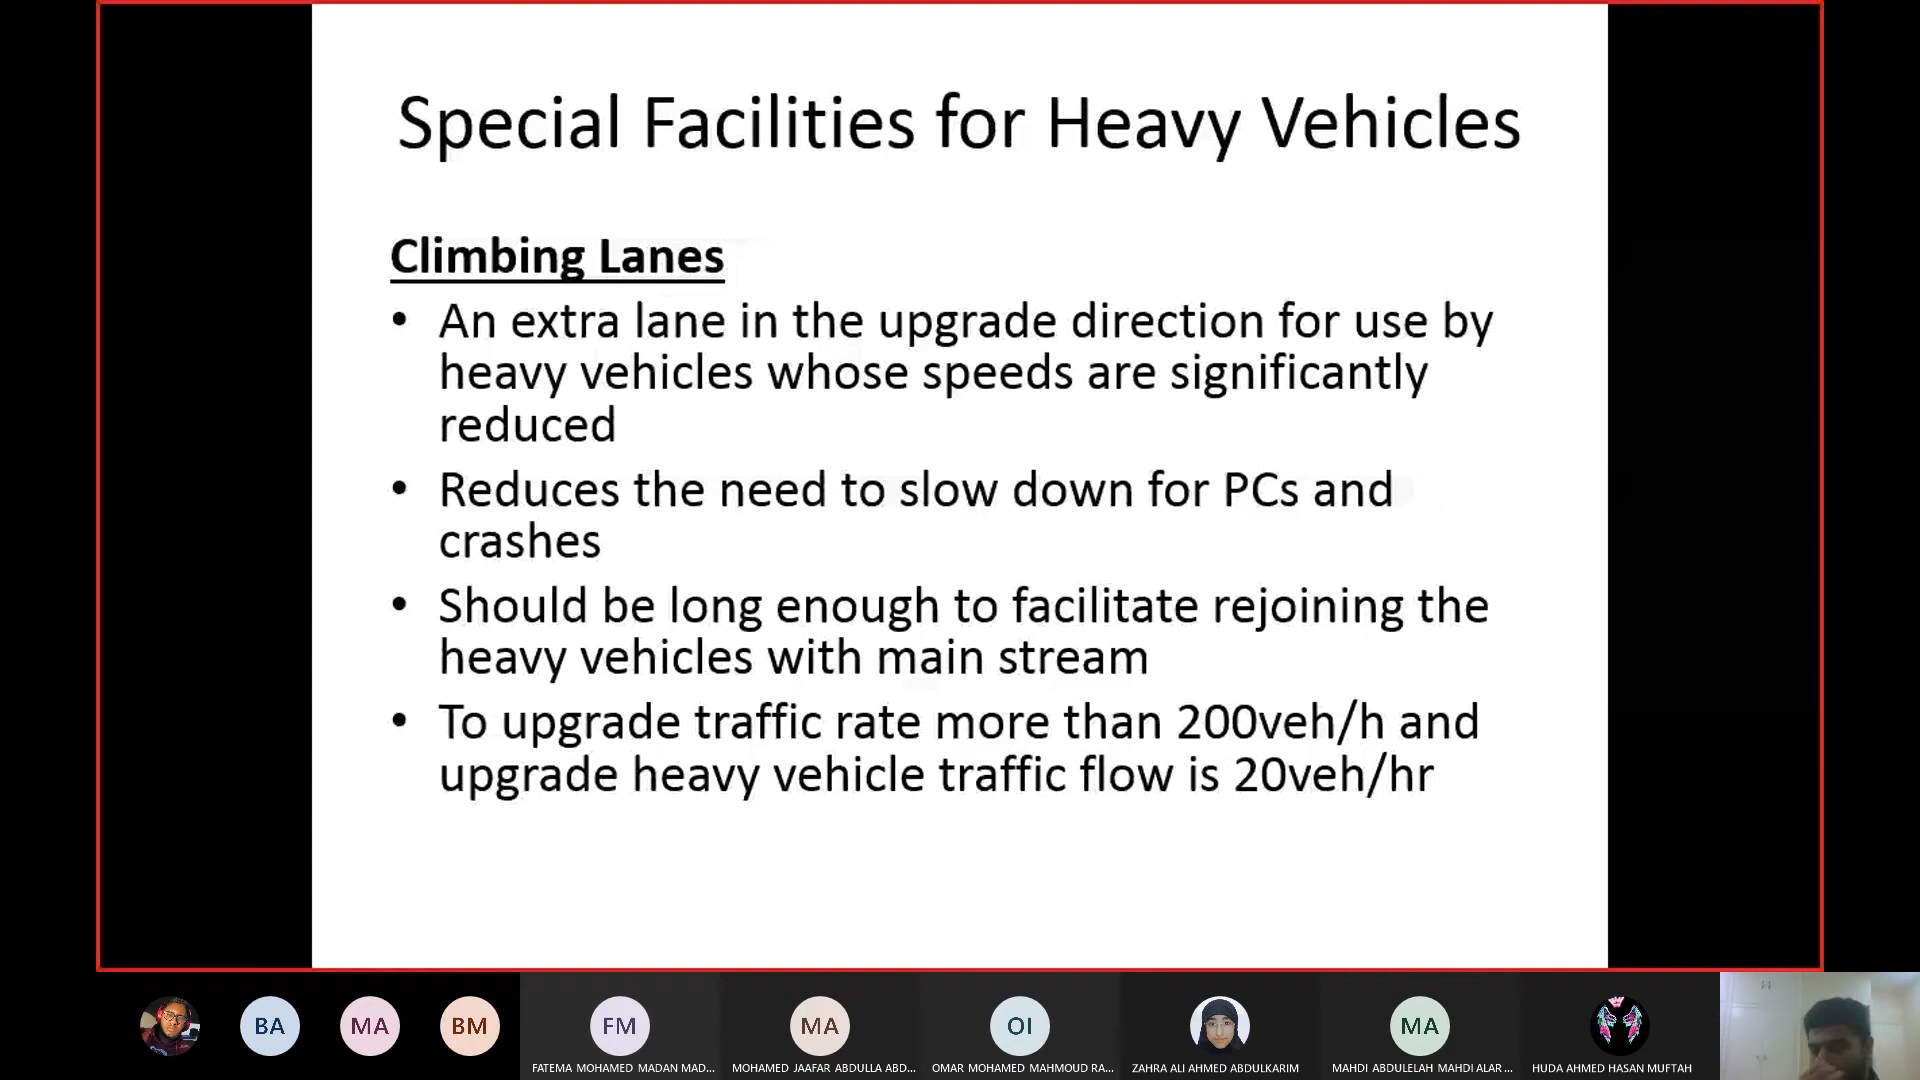 Special Facilities for Heavy Vehicles
Climbing Lanes
• An extra lane in the upgrade direction for use by
heavy vehicles whose speeds are significantly
reduced
• Reduces the need to slow down for PCs and
crashes
• Should be long enough to facilitate rejoining the
heavy vehicles with main stream
• To upgrade traffic rate more than 200veh/h and
upgrade heavy vehicle traffic flow is 20veh/hr
BA
MA
BM
FM
MA
OI
MA
FATEMA MOHAMED MADAN MAD...
MOHAMED JAAFAR ABDULLA ABD...
OMAR MOHAMED MAHMOUD RA...
ZAHRA ALI AHMED ABDULKARIM
MAHDI ABDULELAH MAHDI ALAR...
HUDA AHMED HASAN MUFTAH